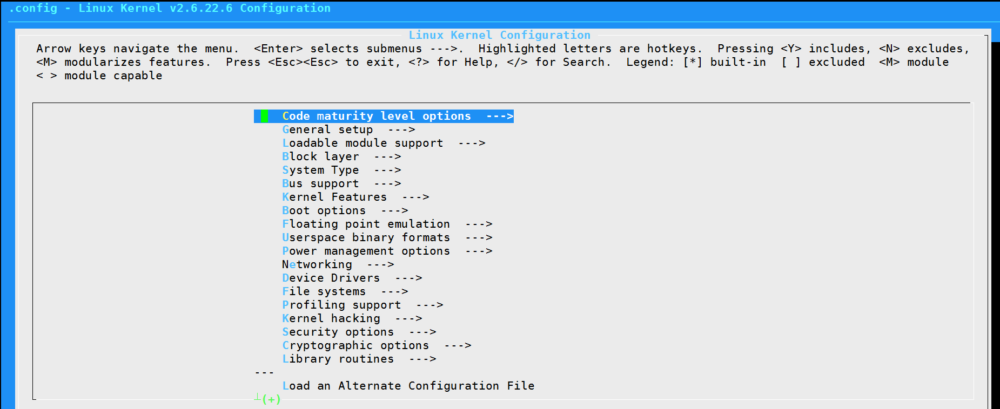 .config - Linux Kernel v2.6.22.6 Configuration
Linux Kernel Configuration
Arrow keys navigate the menu.  <Enter> selects submenus --->.  Highlighted letters are hotkeys.  Pressing <Y> includes, <N> excludes,
<M> modularizes features.  Press <Esc><Esc> to exit, <?> for Help, </> for Search.  Legend: [*] built-in  [ ] excluded  <M> module
< > module capable
Code maturity level options  --->
General setup  --->
Loadable module support  --->
Block layer  --->
System Type  --->
Bus support  --->
Kernel Features  --->
Boot options  --->
Floating point emulation  --->
Userspace binary formats  --->
Power management options  --->
Networking  --->
Device Drivers  --->
File systems  --->
Profiling support  --->
Kernel hacking  --->
Security options  --->
Cryptographic options  --->
Library routines  --->
---
Load an Alternate Configuration File
┴(+)